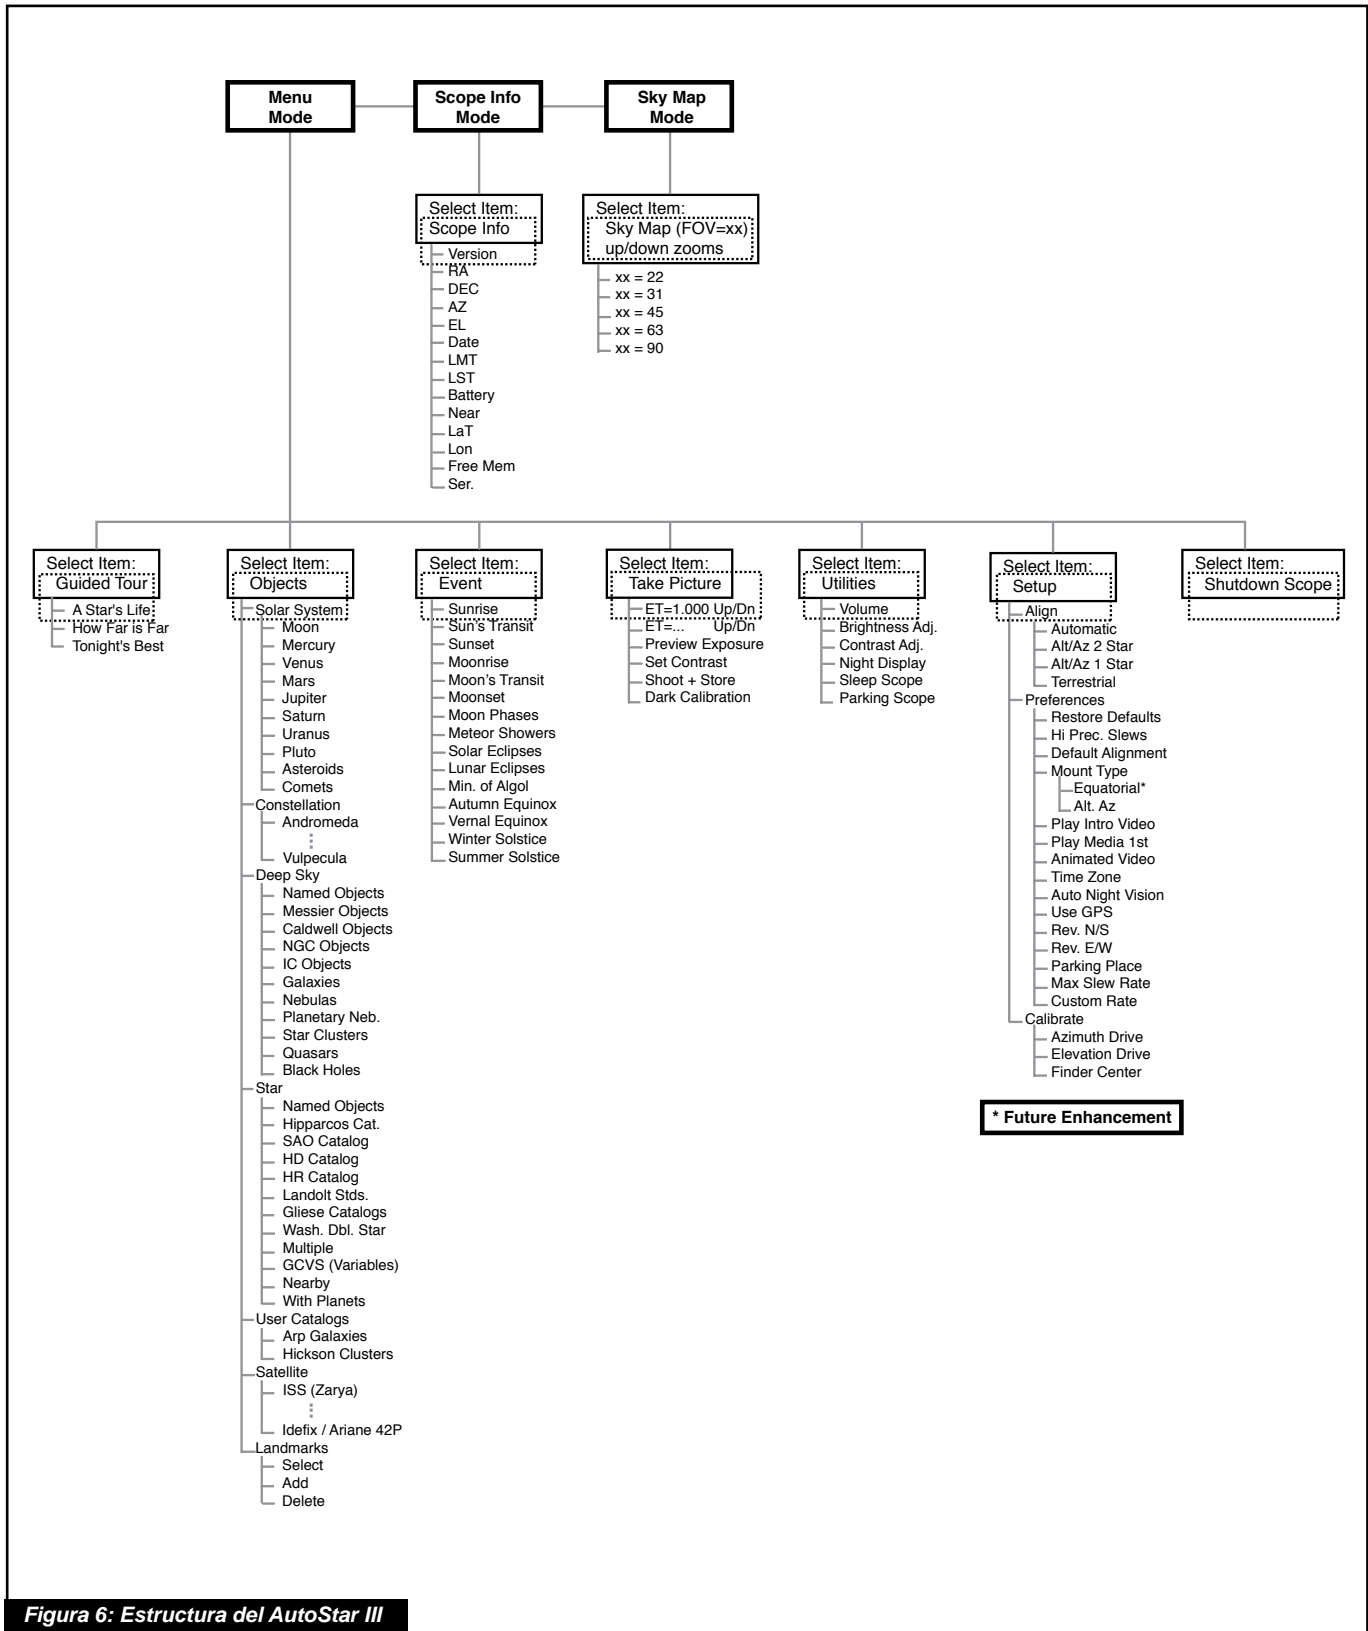 Menu
Mode
Scope Info
Mode
Sky Map
Mode
Select Item:
Scope Info
Version
RA
DEC
AZ
EL
Date
LMT
LST
Battery
Near
LaT
Lon
Free Mem
Ser.
Select Item:
Sky Map (FOV=xx)
up/down zooms
xx = 22
xx = 31
xx = 45
xx = 63
xx = 90
Select Item:
Guided Tour
A Star's Life
How Far is Far
Tonight's Best
Select Item:
Objects
Solar System
Moon
Mercury
Venus
Mars
Jupiter
Saturn
Uranus
Pluto
Asteroids
Comets
Constellation
Andromeda
Vulpecula
Deep Sky
Named Objects
Messier Objects
Caldwell Objects
NGC Objects
IC Objects
Galaxies
Nebulas
Planetary Neb.
Star Clusters
Quasars
Black Holes
Star
Named Objects
Hipparcos Cat.
SAO Catalog
HD Catalog
HR Catalog
Landolt Stds.
Gliese Catalogs
Wash. Dbl. Star
Multiple
GCVS (Variables)
Nearby
With Planets
User Catalogs
Arp Galaxies
Hickson Clusters
Satellite
ISS (Zarya)
Idefix / Ariane 42P
Landmarks
Select
Add
Delete
Select Item:
Event
Sunrise
Sun's Transit
Sunset
Moonrise
Moon's Transit
Moonset
Moon Phases
Meteor Showers
Solar Eclipses
Lunar Eclipses
Min. of Algol
Autumn Equinox
Vernal Equinox
Winter Solstice
Summer Solstice
Select Item:
Take Picture
ET=1.000 Up/Dn
ET=... Up/Dn
Preview Exposure
Set Contrast
Shoot + Store
Dark Calibration
Select Item:
Utilities
Volume
Brightness Adj.
Contrast Adj.
Night Display
Sleep Scope
Parking Scope
Select Item:
Setup
Align
Automatic
Alt/Az 2 Star
Alt/Az 1 Star
Terrestrial
Preferences
Restore Defaults
Hi Prec. Slews
Default Alignment
Mount Type
Equatorial*
Alt. Az
Play Intro Video
Play Media 1st
Animated Video
Time Zone
Auto Night Vision
Use GPS
Rev. N/S
Rev. E/W
Parking Place
Max Slew Rate
Custom Rate
Calibrate
Azimuth Drive
Elevation Drive
Finder Center
Select Item:
Shutdown Scope
* Future Enhancement
Figura 6: Estructura del AutoStar III